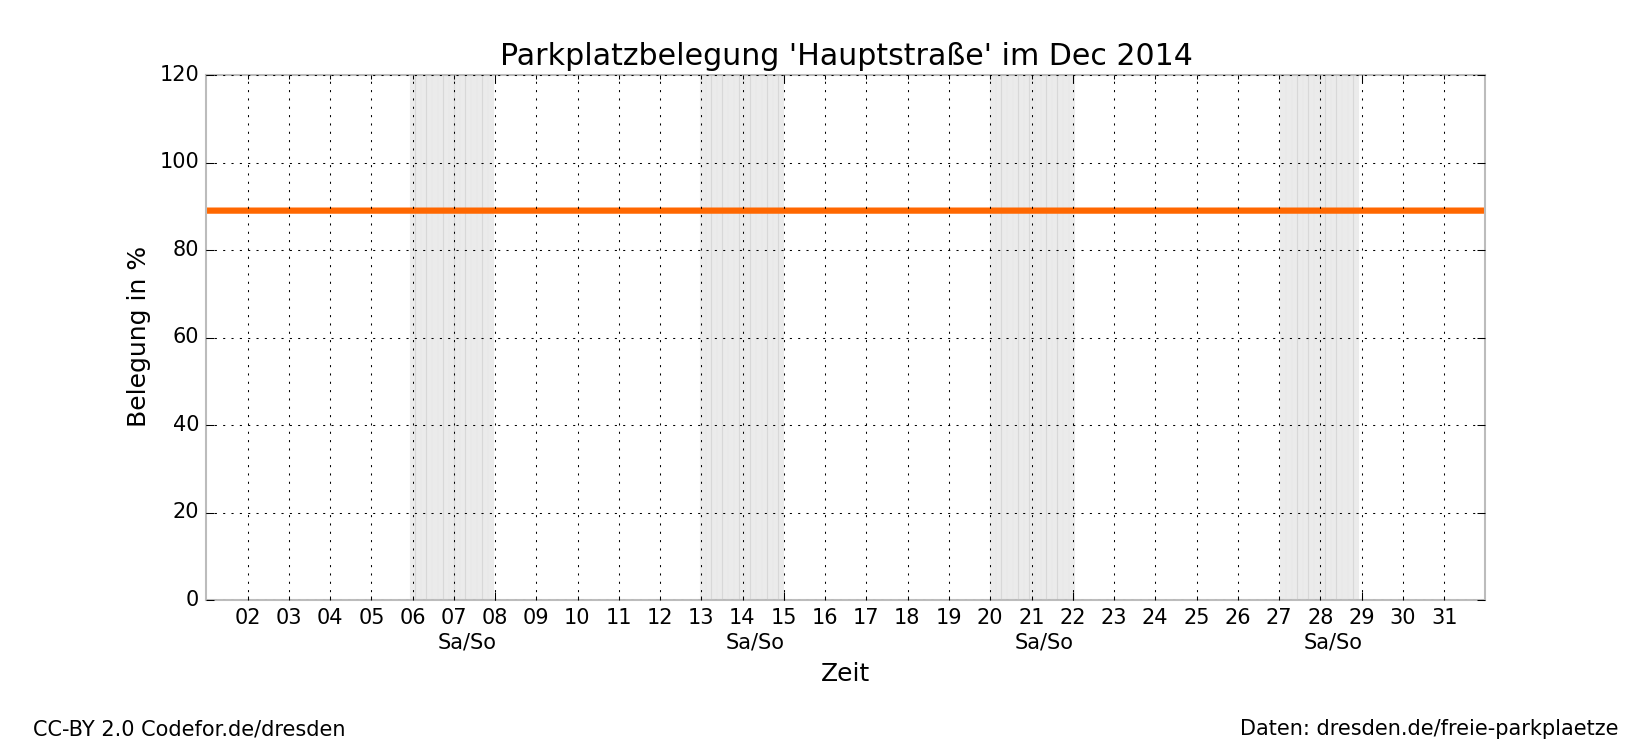 Parkplatzbelegung 'Hauptstraße' im Dec 2014
120
100
80
60
40
20
0
Belegung in %
02 03 04 05 06 07 08 09 10 11 12 13 14 15 16 17 18 19 20 21 22 23 24 25 26 27 28 29 30 31
Sa/So Sa/So Sa/So Sa/So
Zeit
CC-BY 2.0 Codefor.de/dresden
Daten: dresden.de/freie-parkplaetze